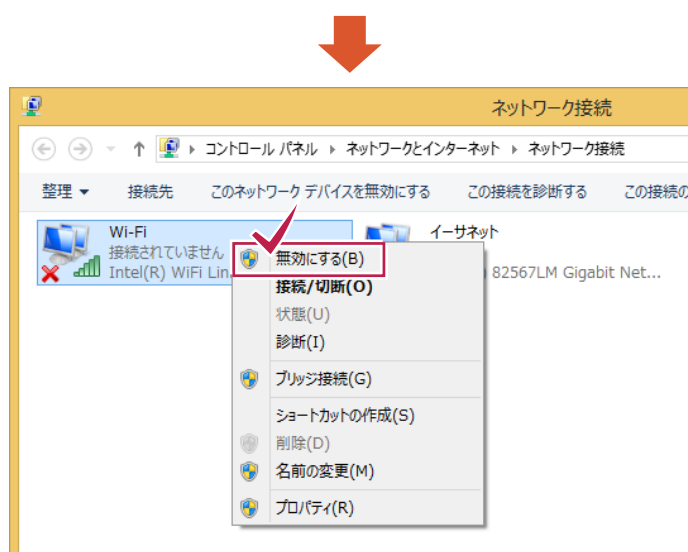 ネットワーク接続
コントロール パネル ネットワークとインターネット ネットワーク接続
整理 接続先 このネットワーク デバイスを無効にする この接続を診断する この接続の
Wi-Fi
接続されていません
Intel(R) WiFi Lin
イーサネット
82567LM Gigabit Net...
無効にする(B)
接続/切断(O)
状態(U)
診断(I)
ブリッジ接続(G)
ショートカットの作成(S)
削除(D)
名前の変更(M)
プロパティ(R)